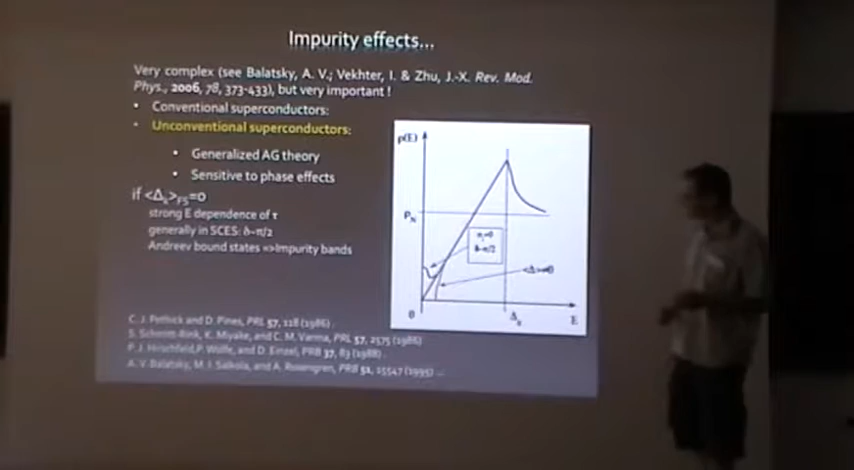 Impurity effects...
Very complex (see Balatsky, A. V.; Vekhter, I. & Zhu, J.-X. Rev. Mod.
Phys., 2006, 78, 373-433), but very important !
• Conventional superconductors:
• Unconventional superconductors:
• Generalized AG theory
• Sensitive to phase effects
if <Δk>FS=0
strong E dependence of τ
generally in SCES: δ~π/2
Andreev bound states =>Impurity bands
ρ(E)
ρN
δ~π/2
0
Δ0
E
C. J. Pethick and D. Pines, PRL 57, 118 (1986)
S. Schmitt-Rink, K. Miyake, and C. M. Varma, PRL 57, 2575 (1986)
P. J. Hirschfeld, P. Wölfle, and D. Einzel, PRB 37, 83 (1988)
A. V. Balatsky, M. I. Salkola, and A. Rosengren, PRB 51, 15547 (1995) ...